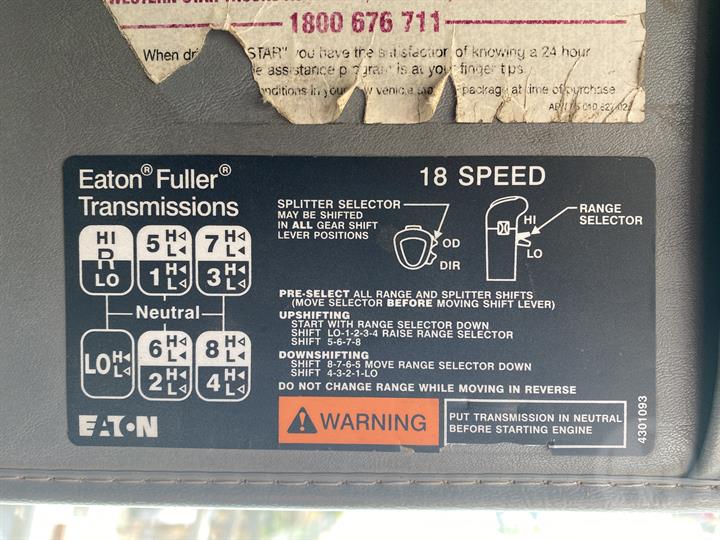 1800 676 711
When STAR" you have the satisfaction of knowing a 24 hour
assistance program is at your finger tips.
conditions in your package at time of purchase
Eaton® Fuller®
Transmissions
18 SPEED
SPLITTER SELECTOR
MAY BE SHIFTED
IN ALL GEAR SHIFT
LEVER POSITIONS
OD
DIR
HI
LO
RANGE
SELECTOR
HI
R
LO
5 H L
1 H L
7 H L
3 H L
Neutral
LO H L
6 H L
2 H L
8 H L
4 H L
PRE-SELECT ALL RANGE AND SPLITTER SHIFTS
(MOVE SELECTOR BEFORE MOVING SHIFT LEVER)
UPSHIFTING
START WITH RANGE SELECTOR DOWN
SHIFT LO-1-2-3-4 RAISE RANGE SELECTOR
SHIFT 5-6-7-8
DOWNSHIFTING
SHIFT 8-7-6-5 MOVE RANGE SELECTOR DOWN
SHIFT 4-3-2-1-LO
DO NOT CHANGE RANGE WHILE MOVING IN REVERSE
EATON
WARNING
PUT TRANSMISSION IN NEUTRAL
BEFORE STARTING ENGINE
4301093